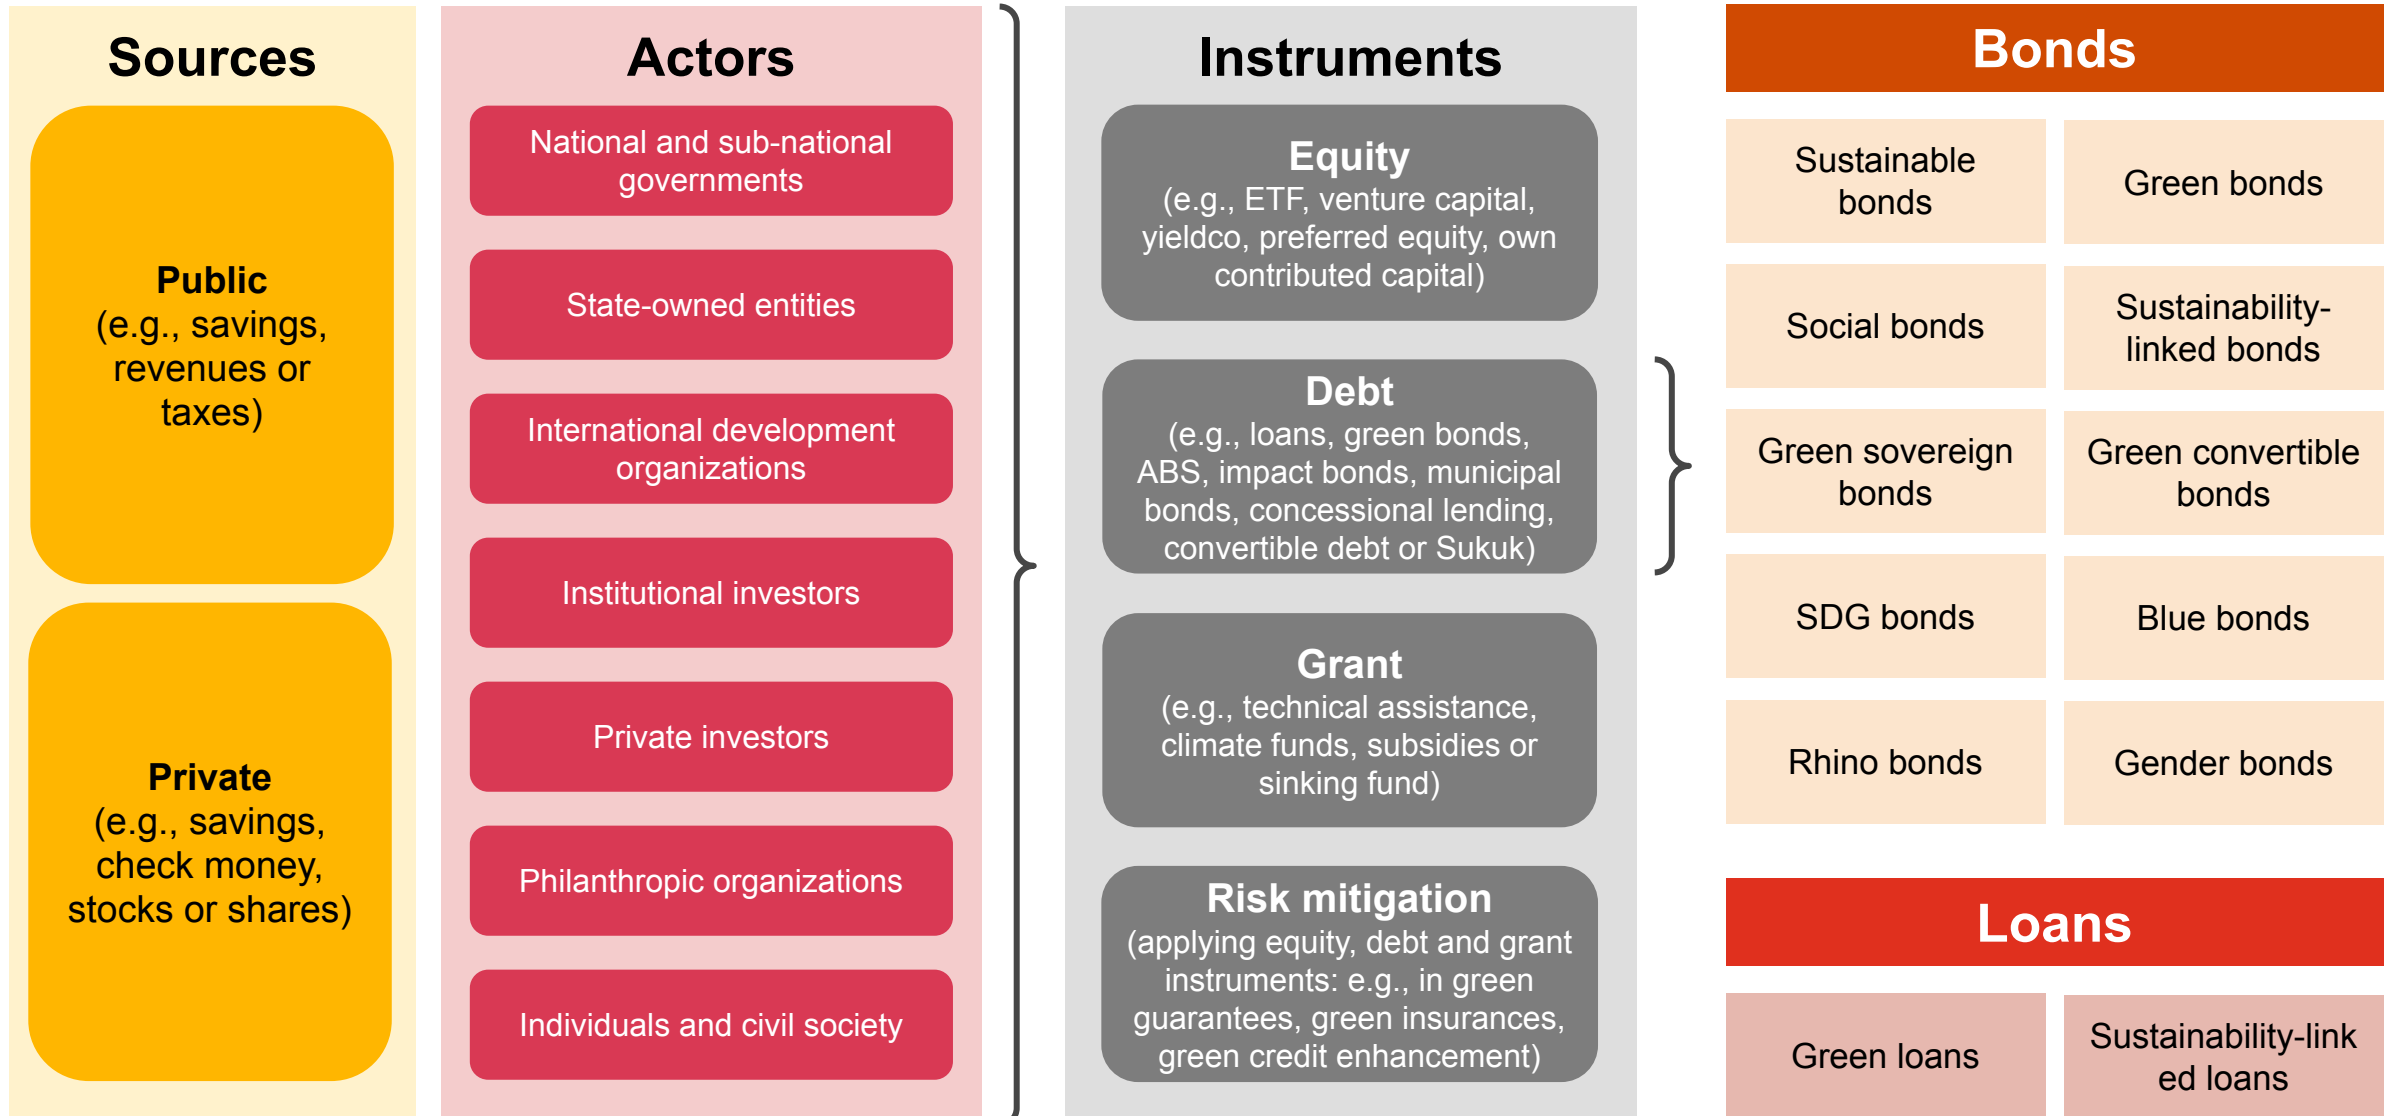 Sources
Public
(e.g., savings,
revenues or
taxes)
Private
(e.g., savings,
check money,
stocks or shares)
Actors
National and sub-national
governments
State-owned entities
International development
organizations
Institutional investors
Private investors
Philanthropic organizations
Individuals and civil society
Instruments
Equity
(e.g., ETF, venture capital,
yieldco, preferred equity, own
contributed capital)
Debt
(e.g., loans, green bonds,
ABS, impact bonds, municipal
bonds, concessional lending,
convertible debt or Sukuk)
Grant
(e.g., technical assistance,
climate funds, subsidies or
sinking fund)
Risk mitigation
(applying equity, debt and grant
instruments: e.g., in green
guarantees, green insurances,
green credit enhancement)
Bonds
Sustainable
bonds
Green bonds
Social bonds
Sustainability-
linked bonds
Green sovereign
bonds
Green convertible
bonds
SDG bonds
Blue bonds
Rhino bonds
Gender bonds
Loans
Green loans
Sustainability-link
ed loans